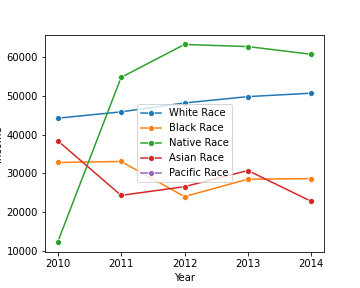 60000
50000
40000
30000
20000
10000
White Race
Black Race
Native Race
Asian Race
Pacific Race
2010 2011 2012 2013 2014
Year